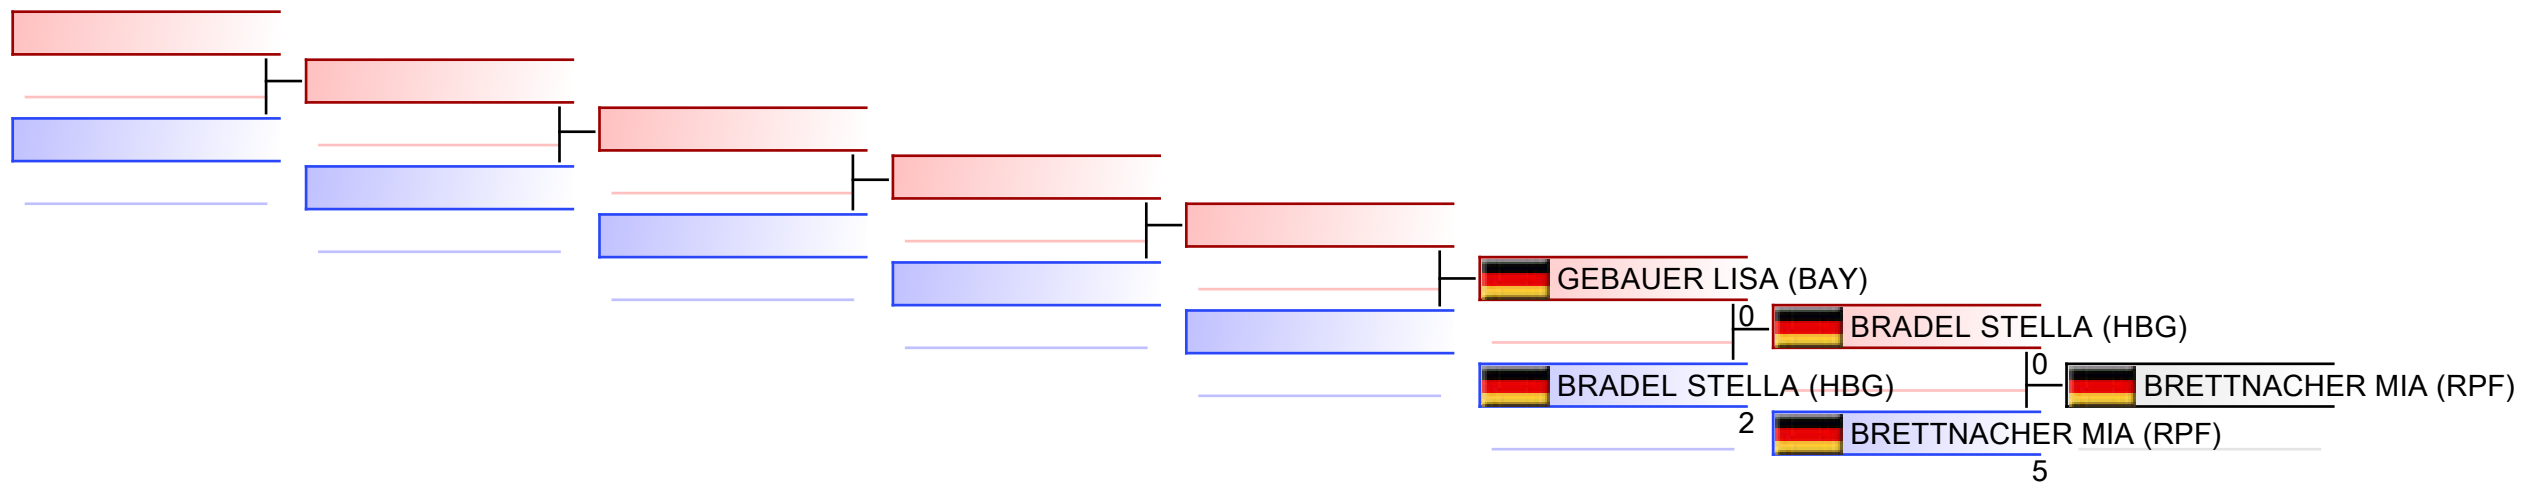 GEBAUER LISA (BAY)
0
BRADEL STELLA (HBG)
BRADEL STELLA (HBG)
2
0
BRETTNACHER MIA (RPF)
BRETTNACHER MIA (RPF)
5